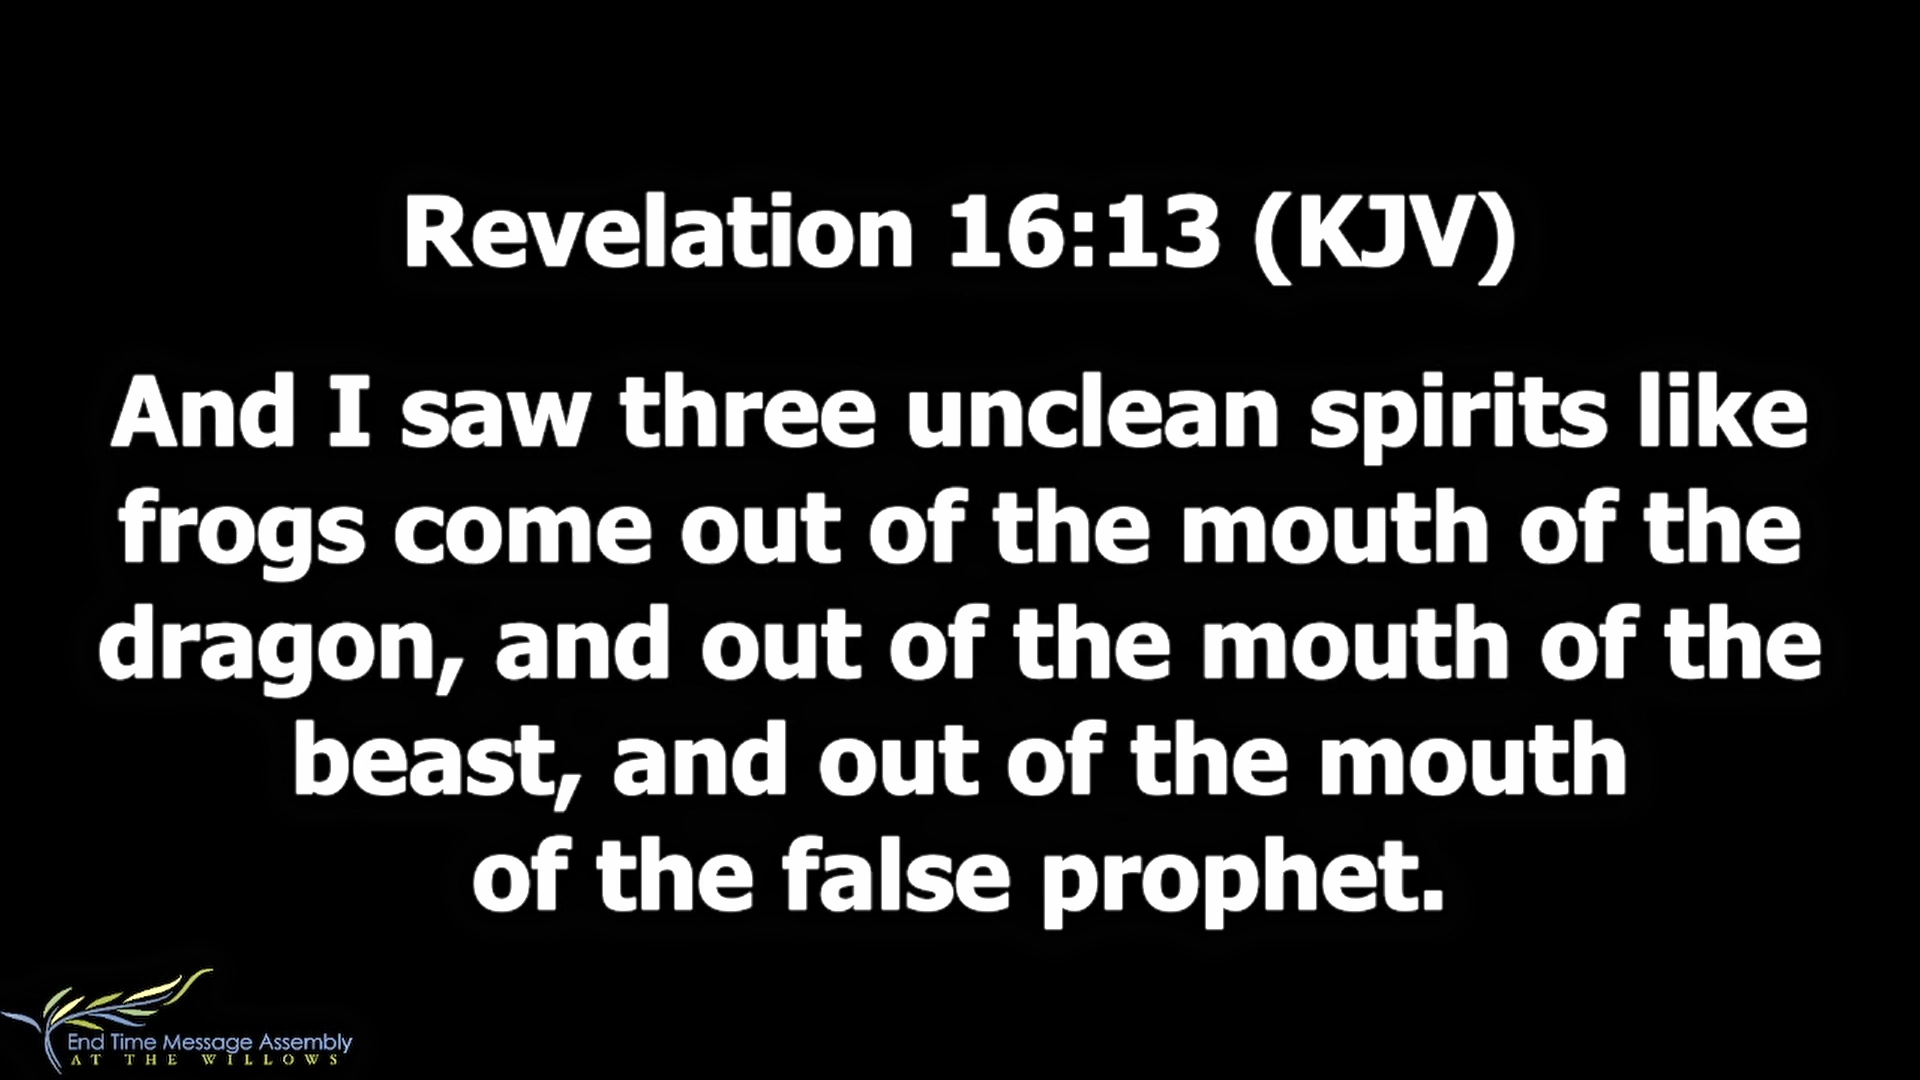 Revelation 16:13 (KJV)
And I saw three unclean spirits like
frogs come out of the mouth of the
dragon, and out of the mouth of the
beast, and out of the mouth
of the false prophet.
End Time Message Assembly
AT THE WILLOWS